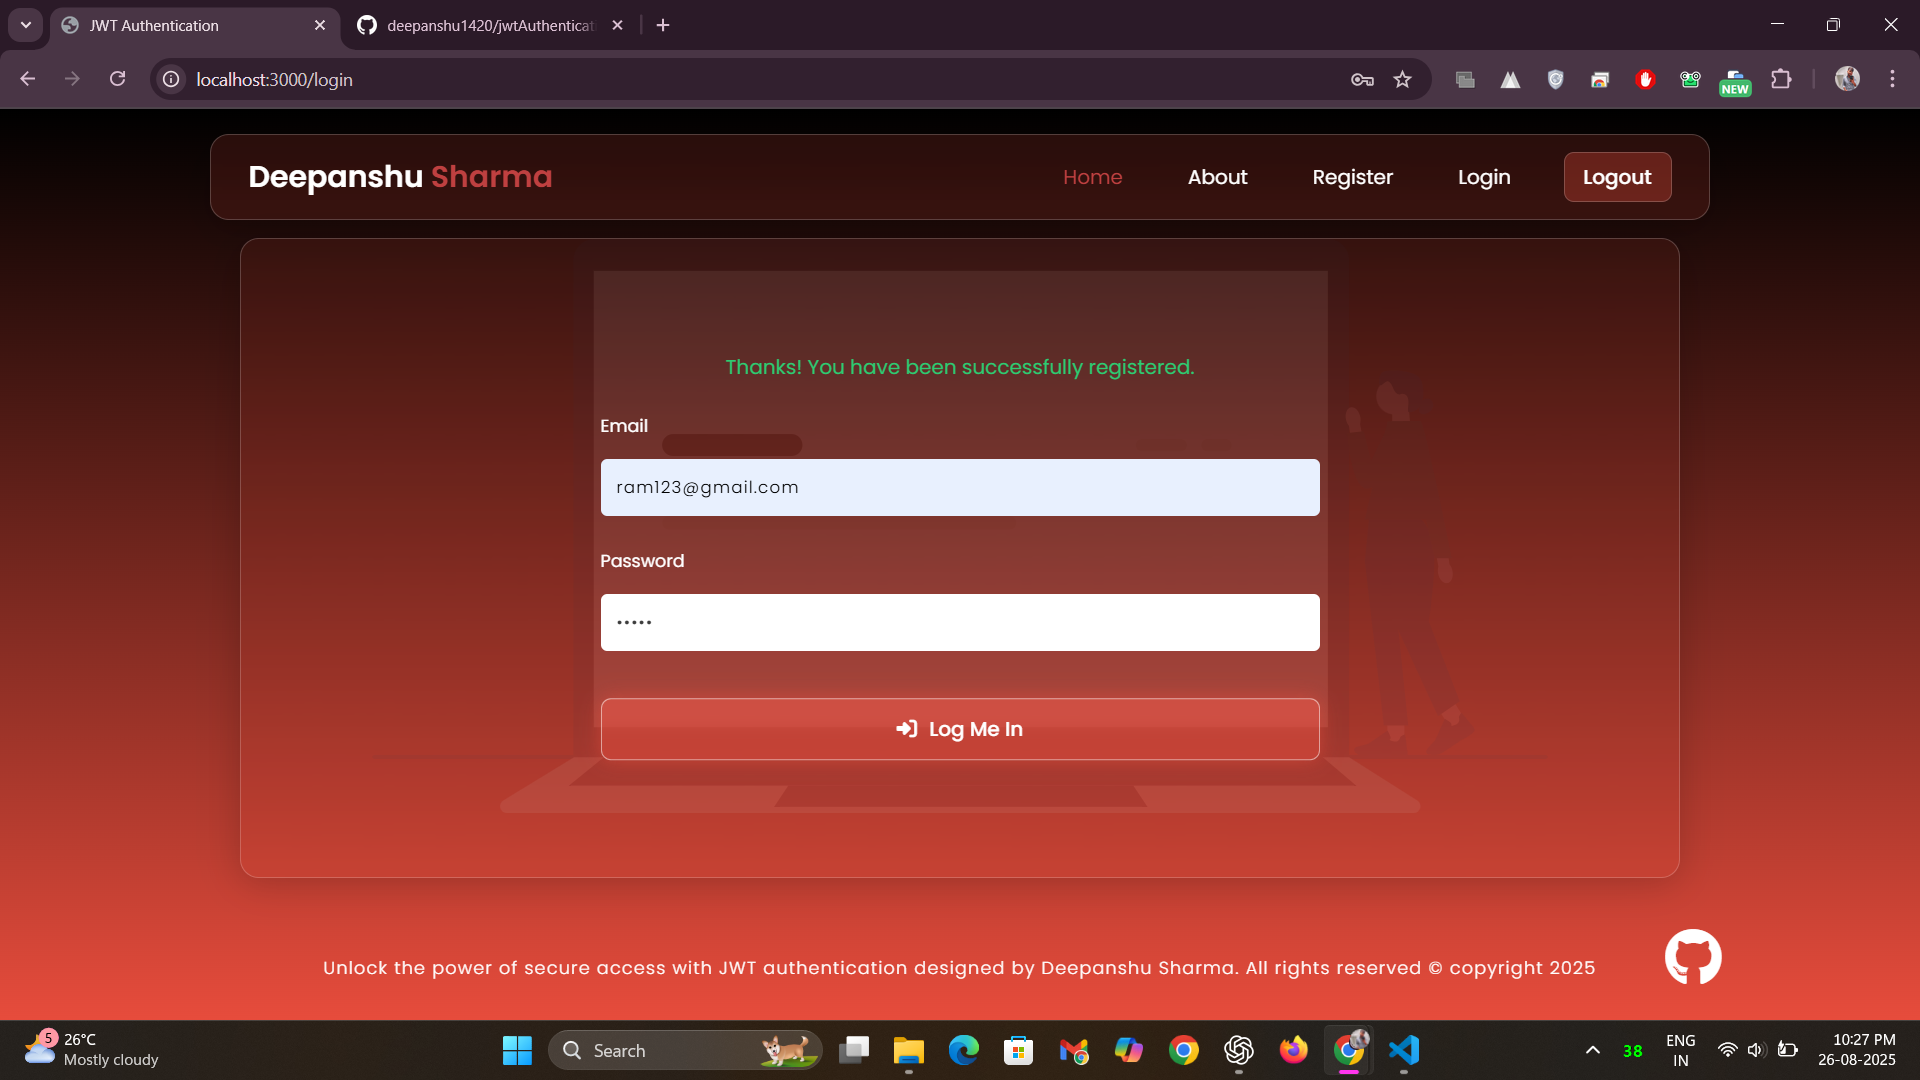 JWT Authentication
deepanshu1420/jwtAuthenticat
localhost:3000/login
NEW
Deepanshu Sharma
Home
About
Register
Login
Logout
Thanks! You have been successfully registered.
Email
ram123@gmail.com
Password
•••••
Log Me In
Unlock the power of secure access with JWT authentication designed by Deepanshu Sharma. All rights reserved © copyright 2025
5
26°C
Mostly cloudy
Search
38
ENG
IN
10:27 PM
26-08-2025